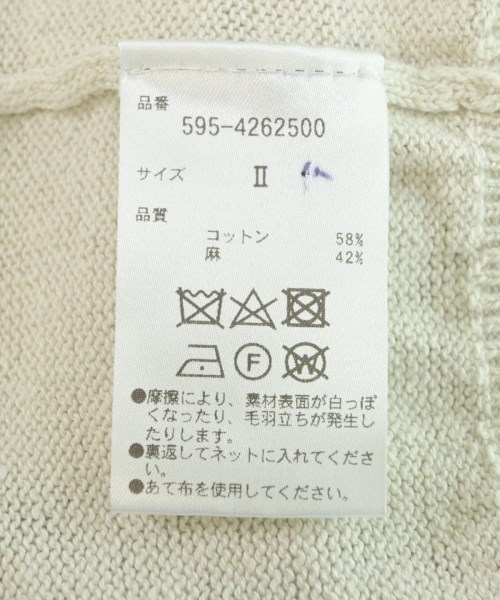 品番
595-4262500
サイズ II
品質
コットン 58%
麻 42%
F
W
●摩擦により、素材表面が白っぽ
くなったり、毛羽立ちが発生し
たりします。
●裏返してネットに入れてくださ
い。
●あて布を使用してください。